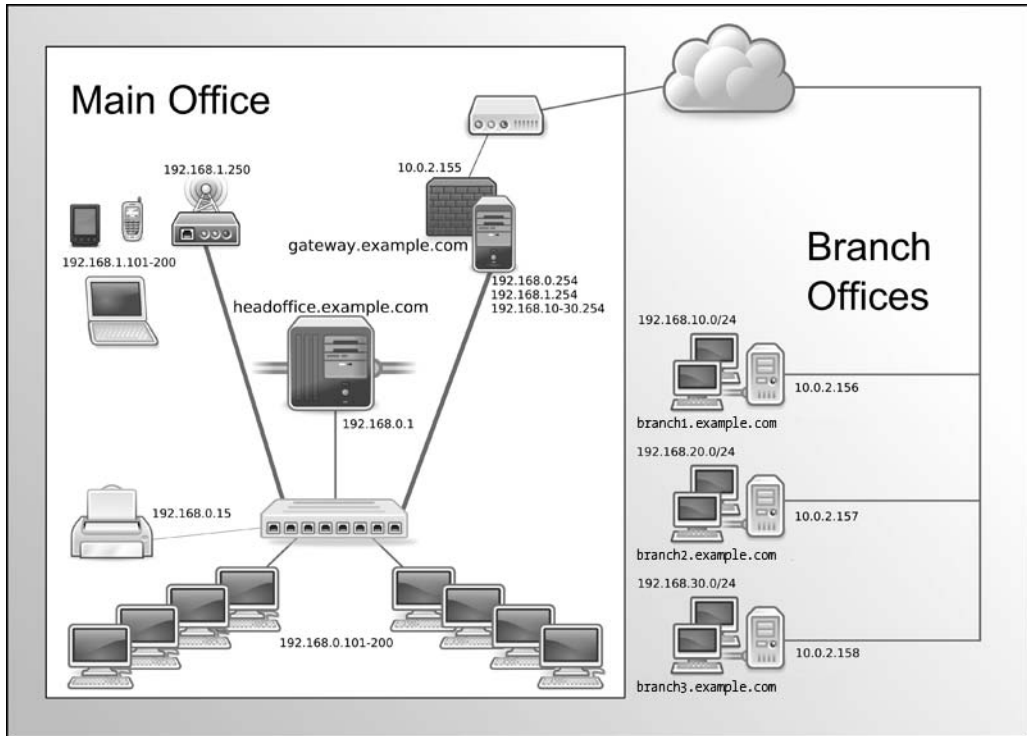 Main Office
192.168.1.250
10.0.2.155
192.168.1.101-200
gateway.example.com
192.168.0.254
192.168.1.254
192.168.10-30.254
headoffice.example.com
192.168.0.1
192.168.0.15
192.168.0.101-200
Branch
Offices
192.168.10.0/24
10.0.2.156
branch1.example.com
192.168.20.0/24
10.0.2.157
branch2.example.com
192.168.30.0/24
10.0.2.158
branch3.example.com